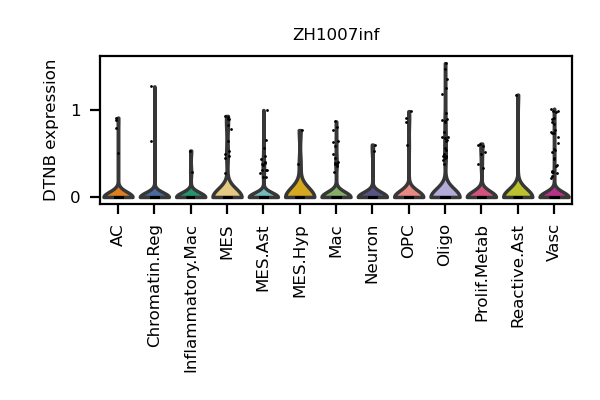 ZH1007inf
DTNB expression
1
0
AC
Chromatin.Reg
Inflammatory.Mac
MES
MES.Ast
MES.Hyp
Mac
Neuron
OPC
Oligo
Prolif.Metab
Reactive.Ast
Vasc